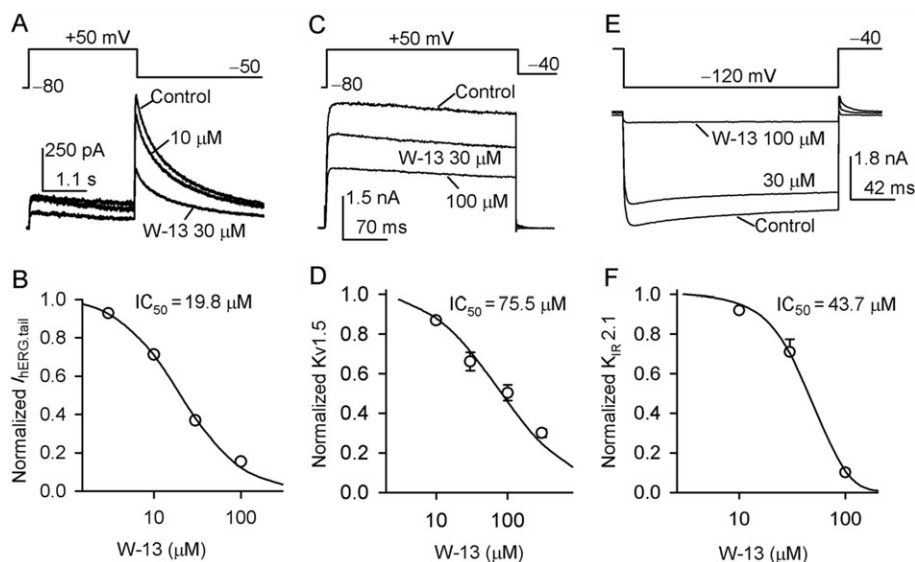 A
+50 mV
−50
−80
Control
10 μM
250 pA
1.1 s
W-13 30 μM
C
+50 mV
−40
−80
Control
W-13 30 μM
100 μM
1.5 nA
70 ms
E
−40
−120 mV
W-13 100 μM
30 μM
Control
1.8 nA
42 ms
B
IC50 = 19.8 μM
Normalized IhERG.tail
1.0
0.8
0.6
0.4
0.2
0.0
10
100
W-13 (μM)
D
IC50 = 75.5 μM
Normalized Kv1.5
1.0
0.8
0.6
0.4
0.2
0.0
10
100
W-13 (μM)
F
IC50 = 43.7 μM
Normalized KIR 2.1
1.0
0.8
0.6
0.4
0.2
0.0
10
100
W-13 (μM)